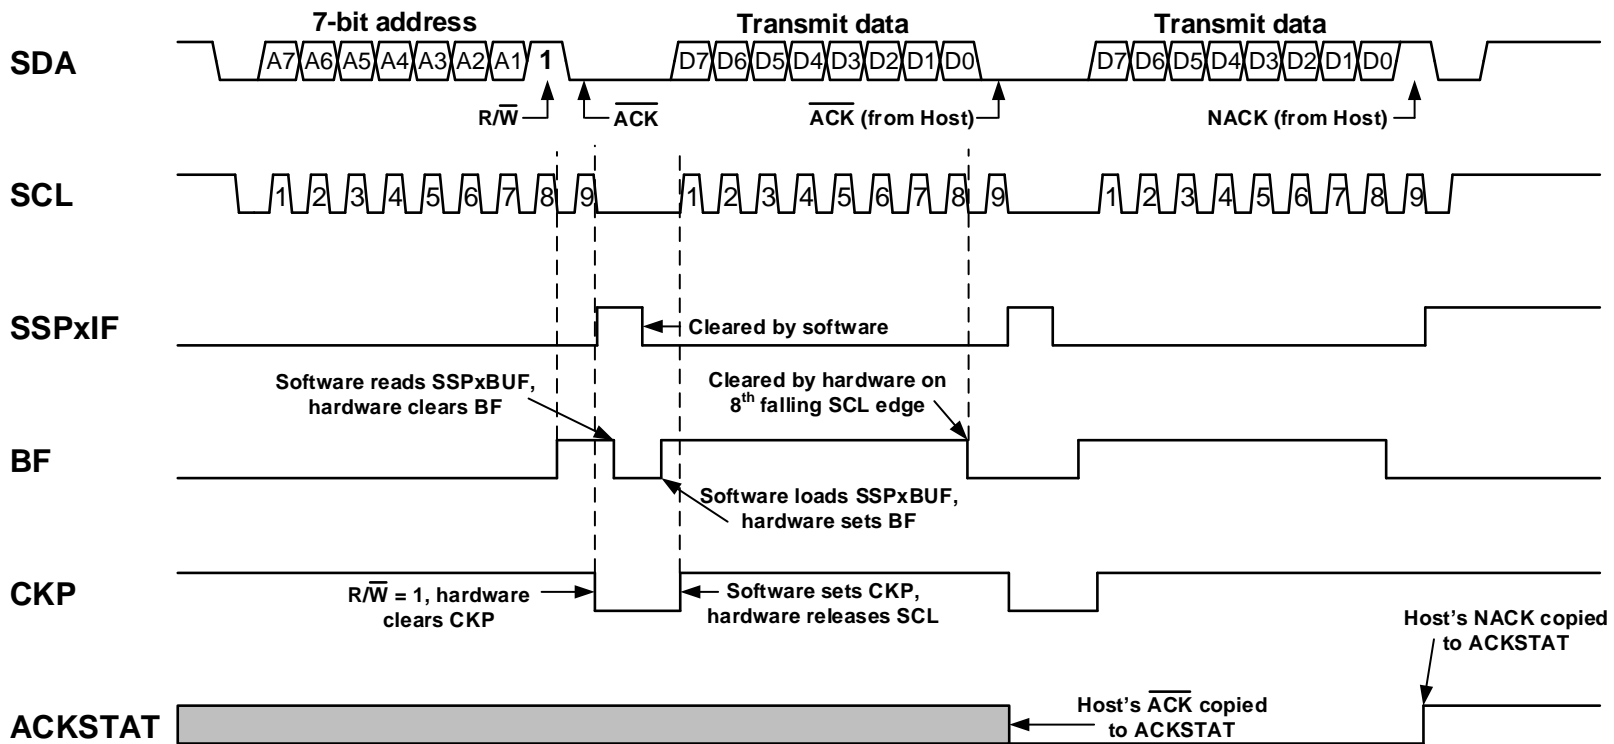 7-bit address
Transmit data
Transmit data
SDA
A7 A6 A5 A4 A3 A2 A1 1
D7 D6 D5 D4 D3 D2 D1 D0
D7 D6 D5 D4 D3 D2 D1 D0
R/W̅
A̅C̅K̅
A̅C̅K̅ (from Host)
NACK (from Host)
SCL
1 2 3 4 5 6 7 8 9
1 2 3 4 5 6 7 8 9
1 2 3 4 5 6 7 8 9
SSPxIF
Cleared by software
Software reads SSPxBUF,
hardware clears BF
Cleared by hardware on
8th falling SCL edge
BF
Software loads SSPxBUF,
hardware sets BF
CKP
R/W̅ = 1, hardware
clears CKP
Software sets CKP,
hardware releases SCL
Host’s NACK copied
to ACKSTAT
ACKSTAT
Host’s A̅C̅K̅ copied
to ACKSTAT